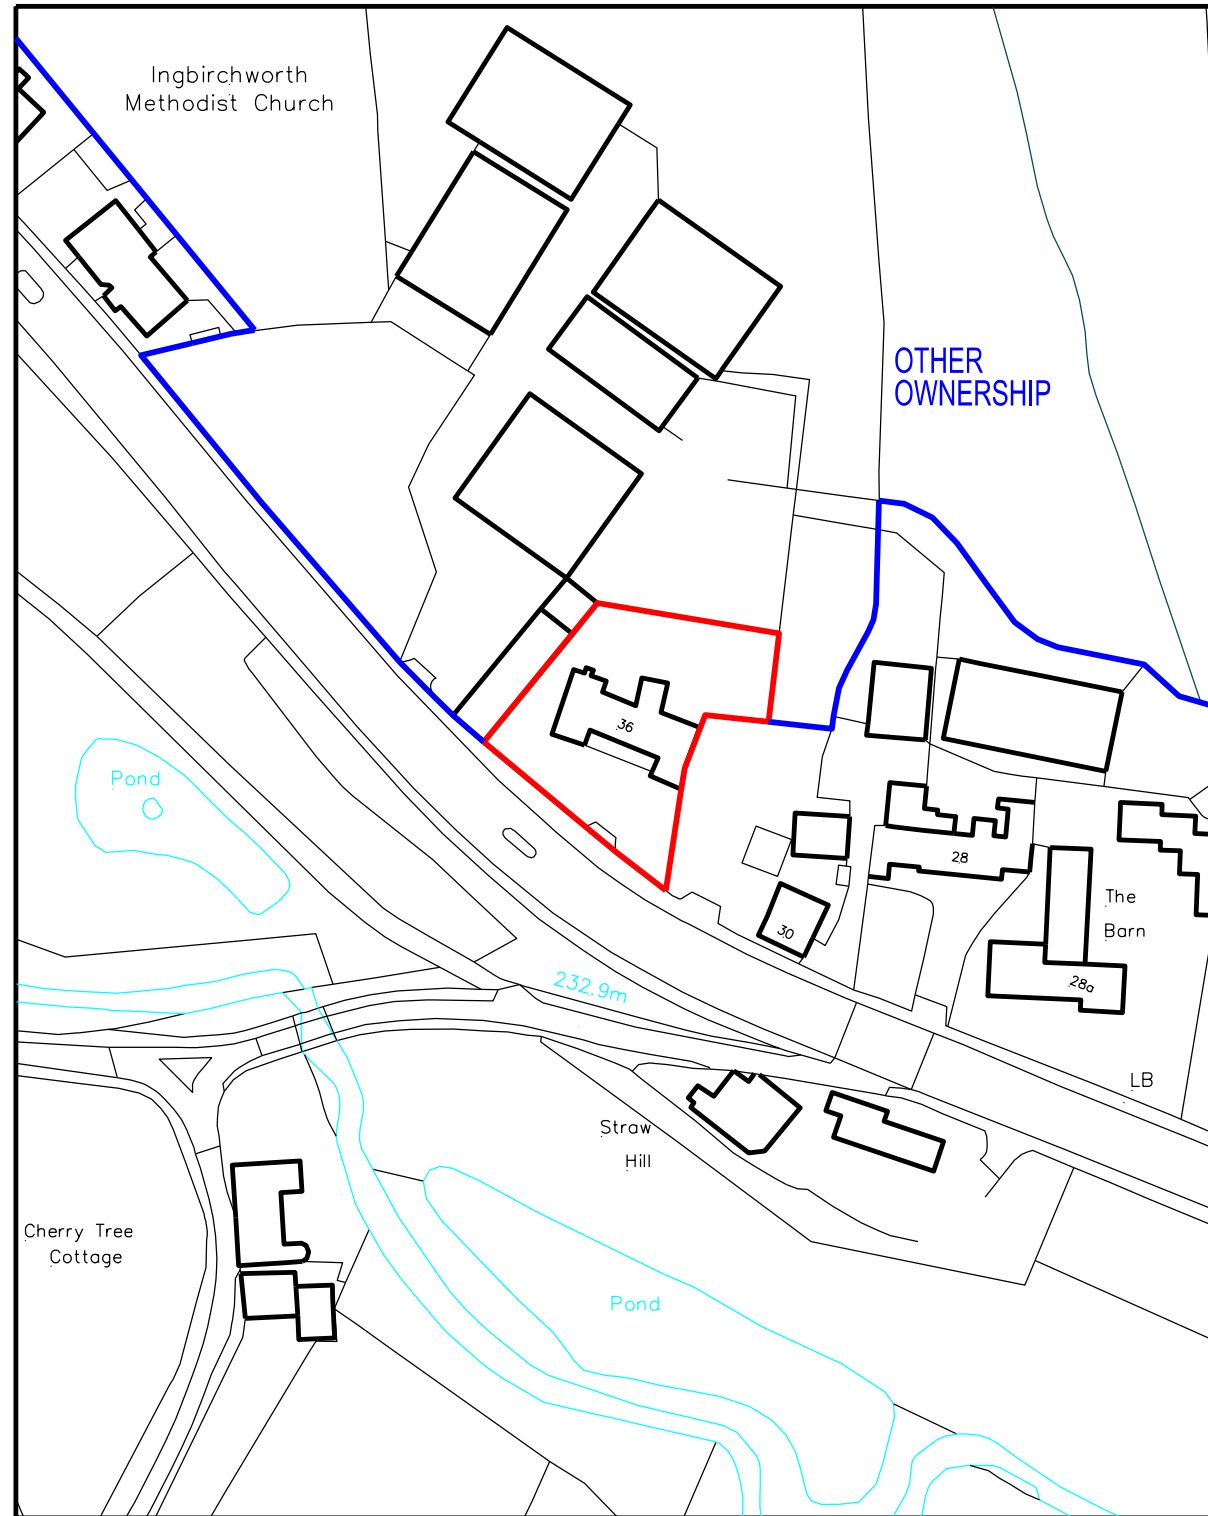 Ingbirchworth
Methodist Church
OTHER
OWNERSHIP
36
Pond
28
The
Barn
30
28a
232.9m
LB
Straw
Hill
Cherry Tree
Cottage
Pond